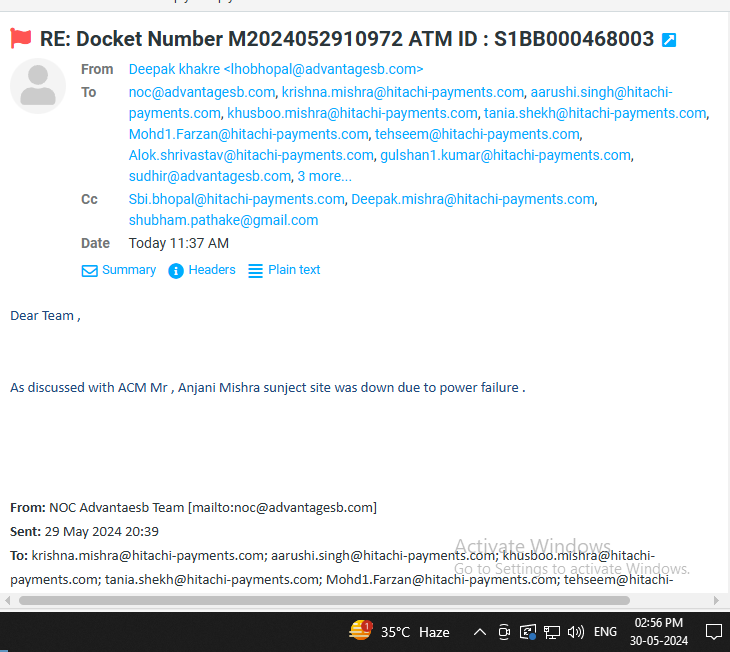 RE: Docket Number M2024052910972 ATM ID : S1BB000468003
From Deepak khakre <lhobhopal@advantagesb.com>
To noc@advantagesb.com, krishna.mishra@hitachi-payments.com, aarushi.singh@hitachi-
payments.com, khusboo.mishra@hitachi-payments.com, tania.shekh@hitachi-payments.com,
Mohd1.Farzan@hitachi-payments.com, tehseem@hitachi-payments.com,
Alok.shrivastav@hitachi-payments.com, gulshan1.kumar@hitachi-payments.com,
sudhir@advantagesb.com, 3 more...
Cc Sbi.bhopal@hitachi-payments.com, Deepak.mishra@hitachi-payments.com,
shubham.pathake@gmail.com
Date Today 11:37 AM
Summary Headers Plain text
Dear Team ,
As discussed with ACM Mr , Anjani Mishra sunject site was down due to power failure .
From: NOC Advantaesb Team [mailto:noc@advantagesb.com]
Sent: 29 May 2024 20:39
To: krishna.mishra@hitachi-payments.com; aarushi.singh@hitachi-payments.com; khusboo.mishra@hitachi-
payments.com; tania.shekh@hitachi-payments.com; Mohd1.Farzan@hitachi-payments.com; tehseem@hitachi-
Activate Windows
Go to Settings to activate Windows.
1 35°C Haze ENG 02:56 PM
30-05-2024